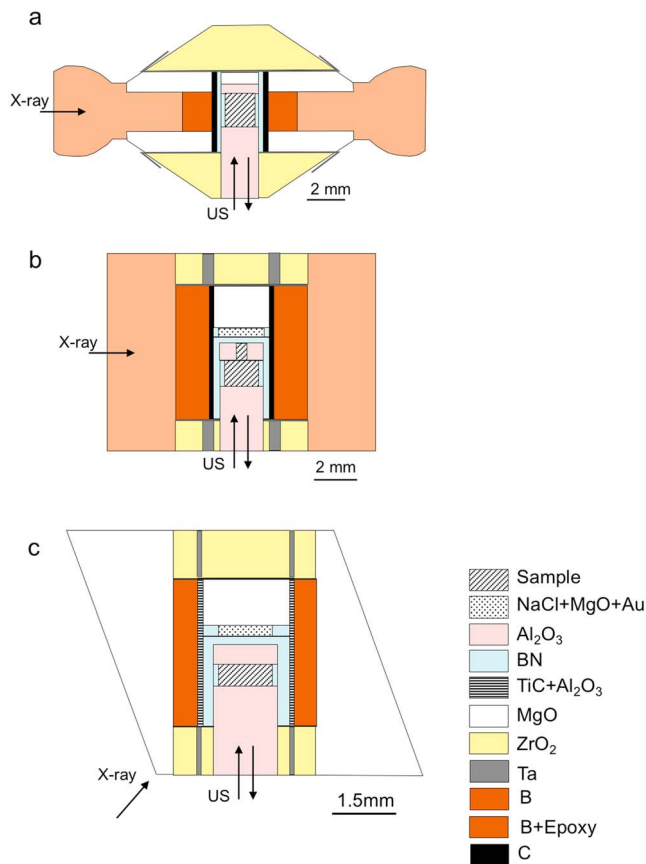 a
X-ray
US
2 mm
b
X-ray
US
2 mm
c
X-ray
US
1.5mm
Sample
NaCl+MgO+Au
Al₂O₃
BN
TiC+Al₂O₃
MgO
ZrO₂
Ta
B
B+Epoxy
C